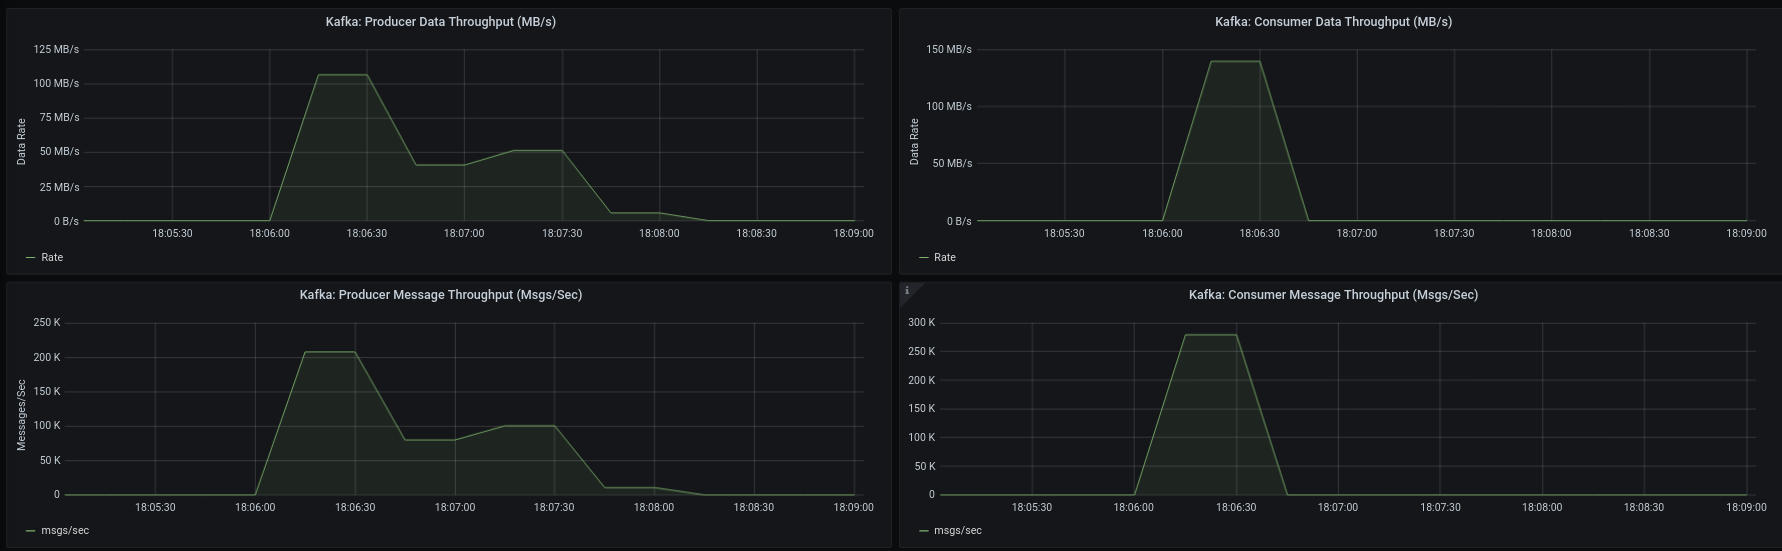 Kafka: Producer Data Throughput (MB/s)
125 MB/s
100 MB/s
75 MB/s
50 MB/s
25 MB/s
0 B/s
Data Rate
18:05:30 18:06:00 18:06:30 18:07:00 18:07:30 18:08:00 18:08:30 18:09:00
Rate
Kafka: Consumer Data Throughput (MB/s)
150 MB/s
100 MB/s
50 MB/s
0 B/s
Data Rate
18:05:30 18:06:00 18:06:30 18:07:00 18:07:30 18:08:00 18:08:30 18:09:00
Rate
Kafka: Producer Message Throughput (Msgs/Sec)
250 K
200 K
150 K
100 K
50 K
0
Messages/Sec
18:05:30 18:06:00 18:06:30 18:07:00 18:07:30 18:08:00 18:08:30 18:09:00
msgs/sec
i
Kafka: Consumer Message Throughput (Msgs/Sec)
300 K
250 K
200 K
150 K
100 K
50 K
0
18:05:30 18:06:00 18:06:30 18:07:00 18:07:30 18:08:00 18:08:30 18:09:00
msgs/sec